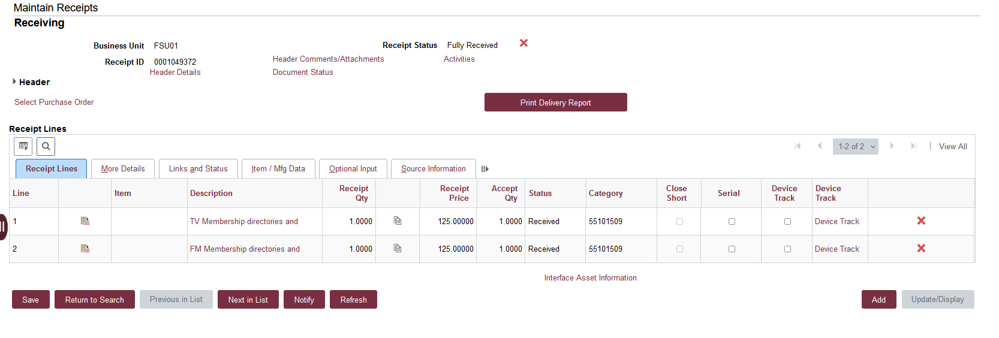 Maintain Receipts
Receiving
Business Unit FSU01 Receipt Status Fully Received
Receipt ID 0001049372 Header Comments/Attachments Activities
Header Details Document Status
Header
Select Purchase Order Print Delivery Report
Receipt Lines
1-2 of 2 View All
Receipt Lines More Details Links and Status Item / Mfg Data Optional Input Source Information
Line Item Description Receipt Qty Receipt Price Accept Qty Status Category Close Short Serial Device Track Device Track
1 TV Membership directories and 1.0000 125.00000 1.0000 Received 55101509 Device Track
2 FM Membership directories and 1.0000 125.00000 1.0000 Received 55101509 Device Track
Interface Asset Information
Save Return to Search Previous in List Next in List Notify Refresh Add Update/Display